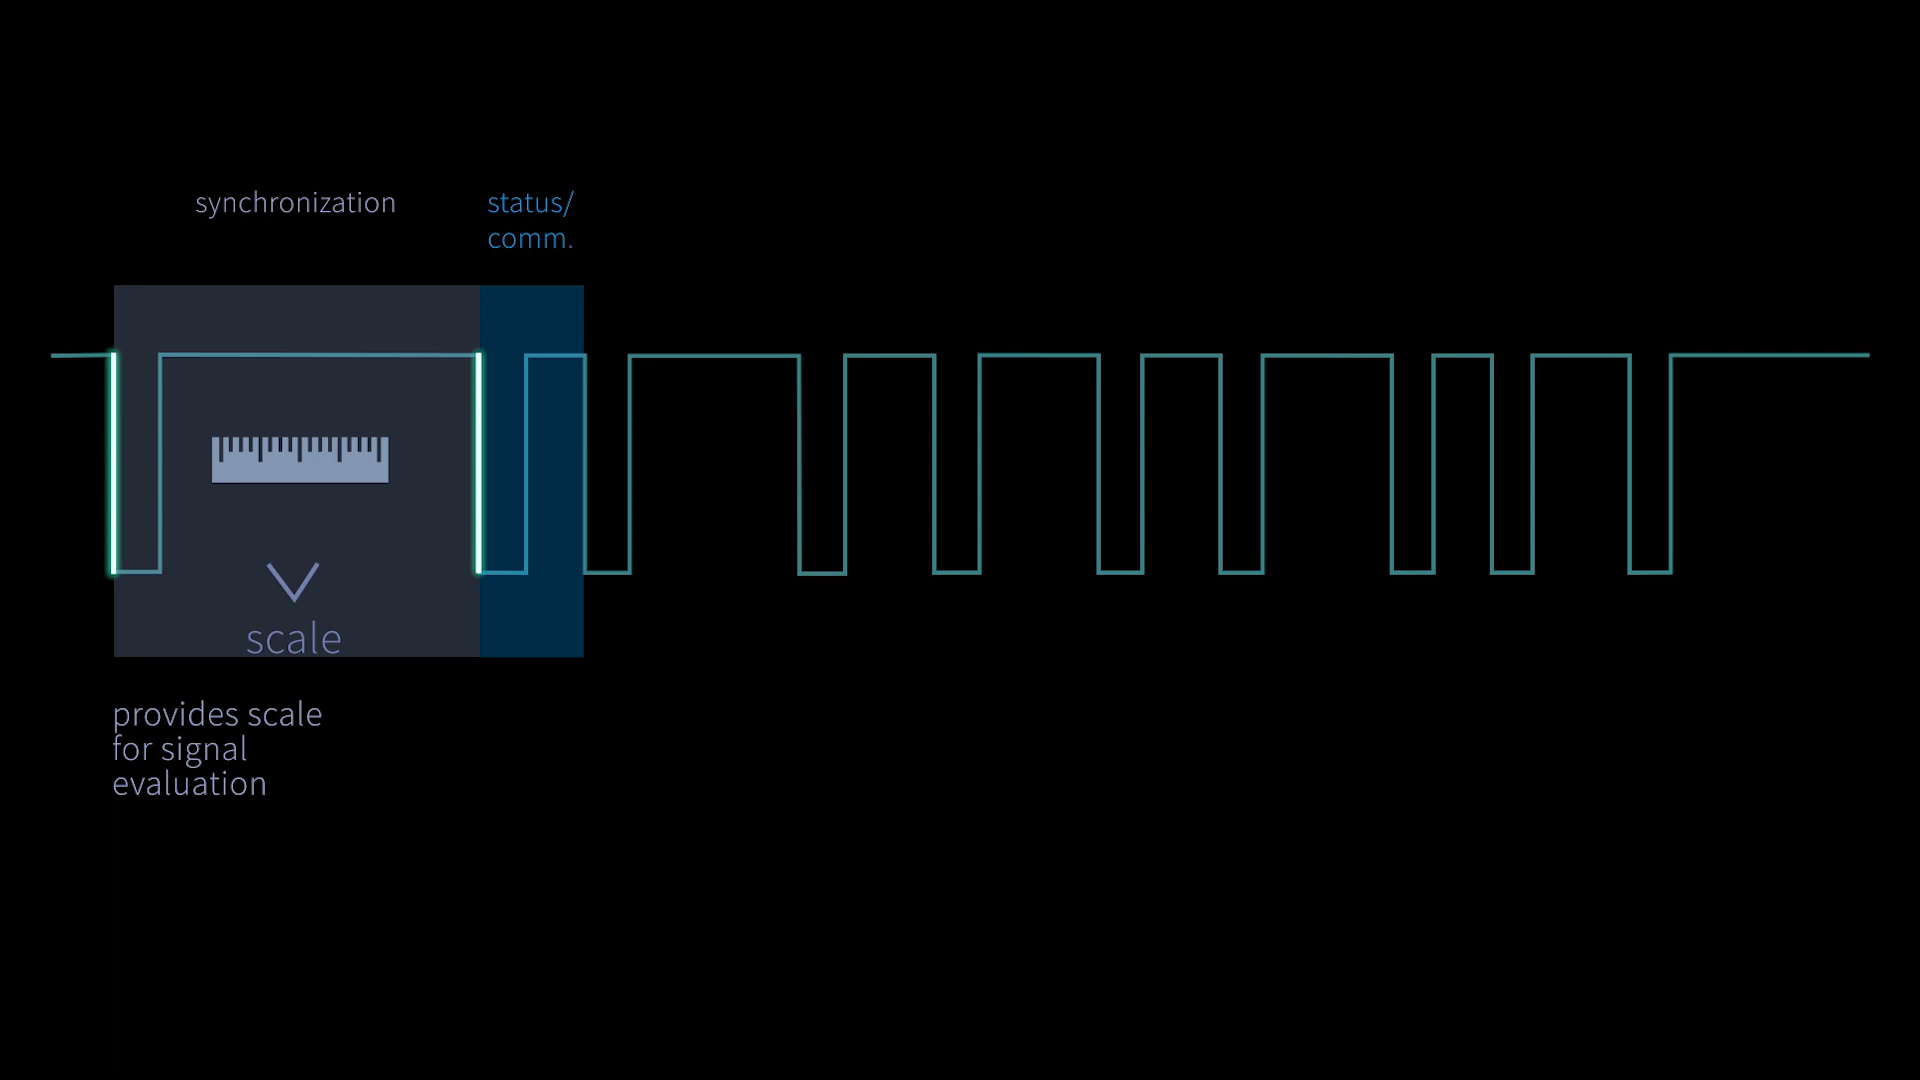 synchronization
status/
comm.
scale
provides scale
for signal
evaluation